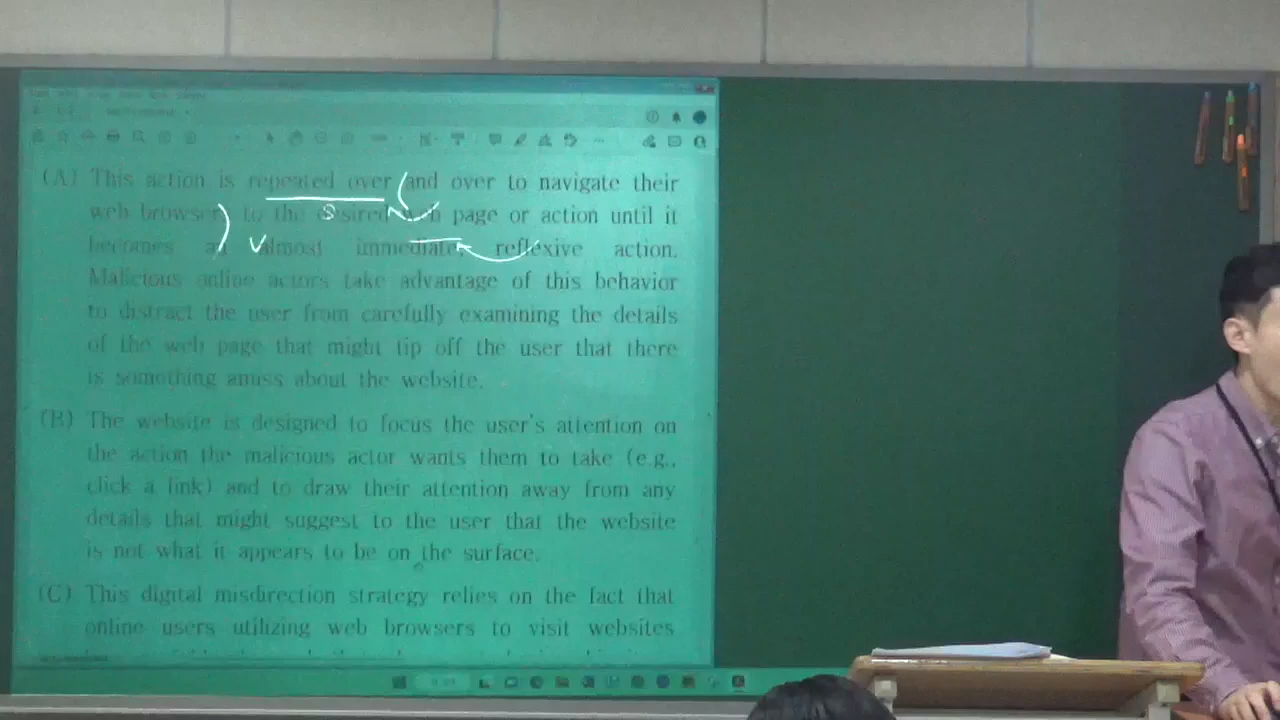 (A) This action is repeated over and over to navigate their
web browser to the desired web page or action until it
becomes an almost immediate, reflexive action.
Malicious online actors take advantage of this behavior
to distract the user from carefully examining the details
of the web page that might tip off the user that there
is something amiss about the website.
(B) The website is designed to focus the user's attention on
the action the malicious actor wants them to take (e.g.,
click a link) and to draw their attention away from any
details that might suggest to the user that the website
is not what it appears to be on the surface.
(C) This digital misdirection strategy relies on the fact that
online users utilizing web browsers to visit websites